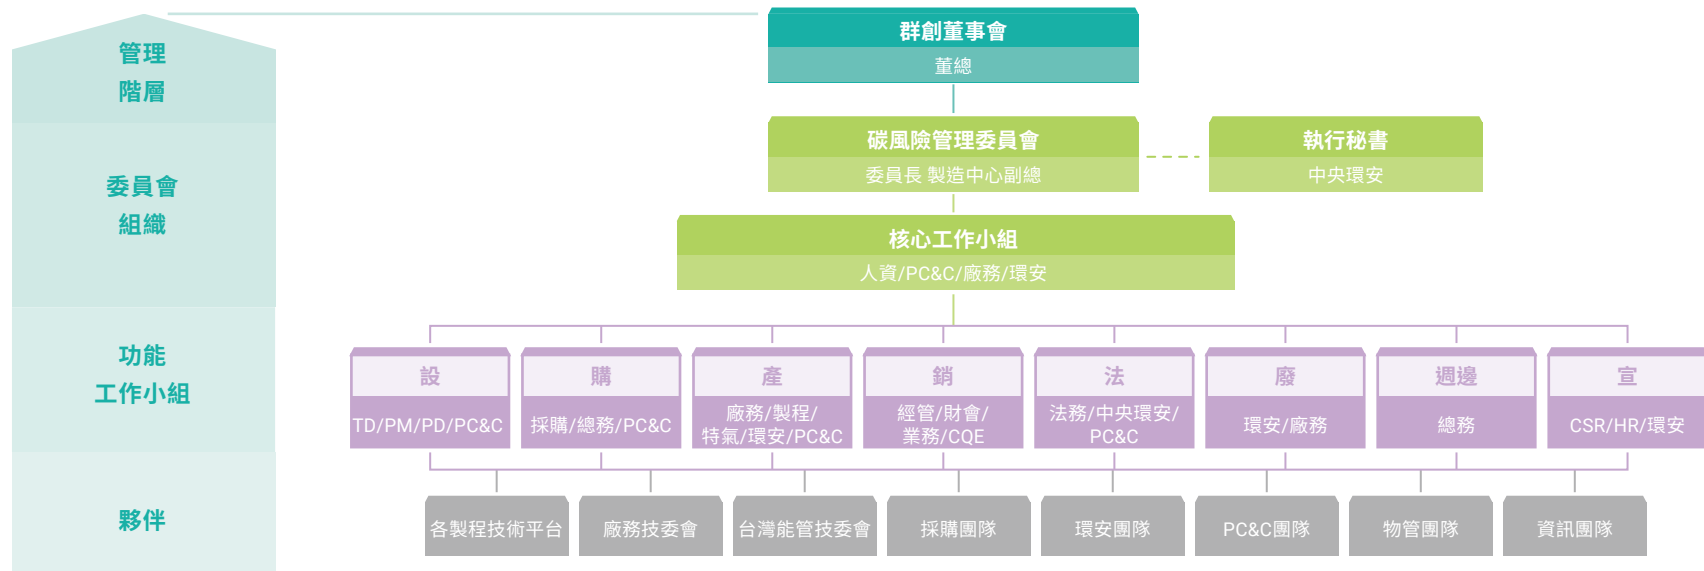 管理
階層
群創董事會
董總
委員會
組織
碳風險管理委員會
委員長 製造中心副總
執行秘書
中央環安
核心工作小組
人資/PC&C/廠務/環安
功能
工作小組
設
TD/PM/PD/PC&C
購
採購/總務/PC&C
產
廠務/製程/
特氣/環安/PC&C
銷
經管/財會/
業務/CQE
法
法務/中央環安/
PC&C
廢
環安/廠務
週邊
總務
宣
CSR/HR/環安
夥伴
各製程技術平台
廠務技委會
台灣能管技委會
採購團隊
環安團隊
PC&C團隊
物管團隊
資訊團隊